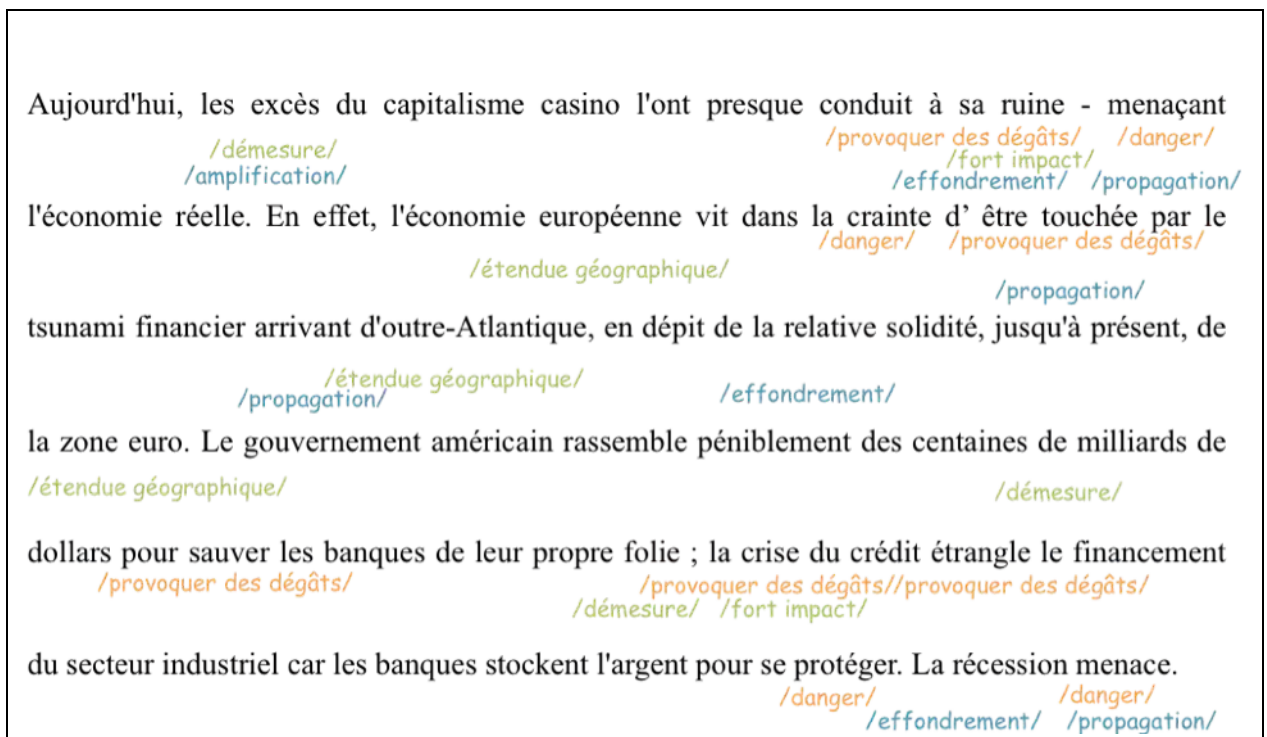 Aujourd'hui, les excès du capitalisme casino l'ont presque conduit à sa ruine - menaçant
/provoquer des dégâts/ /danger/
/démesure/ /fort impact/
/amplification/ /effondrement/ /propagation/
l'économie réelle. En effet, l'économie européenne vit dans la crainte d’ être touchée par le
/danger/ /provoquer des dégâts/
/étendue géographique/
/propagation/
tsunami financier arrivant d'outre-Atlantique, en dépit de la relative solidité, jusqu'à présent, de
/étendue géographique/
/propagation/ /effondrement/
la zone euro. Le gouvernement américain rassemble péniblement des centaines de milliards de
/étendue géographique/ /démesure/
dollars pour sauver les banques de leur propre folie ; la crise du crédit étrangle le financement
/provoquer des dégâts/ /provoquer des dégâts//provoquer des dégâts/
/démesure/ /fort impact/
du secteur industriel car les banques stockent l'argent pour se protéger. La récession menace.
/danger/ /danger/
/effondrement/ /propagation/